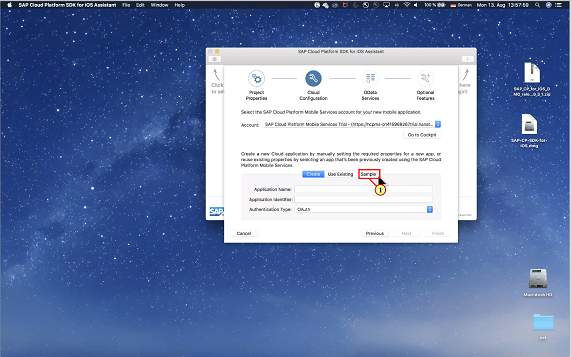 SAP Cloud Platform SDK for iOS Assistant File Edit Window Help 100 % German Mon 13. Aug 13:57:59
SAP Cloud Platform SDK for iOS Assistant
Click
to sel
here
gin!
Project
Properties
Cloud
Configuration
OData
Services
Optional
Features
Select the SAP Cloud Platform Mobile Services account for your new mobile application.
Account: SAP Cloud Platform Mobile Services Trial - (https://hcpms-p1415968267trial.hanat...
Go to Cockpit
Create a new Cloud application by manually setting the required properties for a new app, or
reuse existing properties by selecting an app that's been previously created using the SAP Cloud
Platform Mobile Services.
Create Use Existing Sample
1
Application Name:
Application Identifier:
Authentication Type: OAuth
SAP
Cancel Previous Next Finish
SAP_CP_for_iOS_D
SAP-CP-SDK-for-
iOS.dmg
Macintosh HD